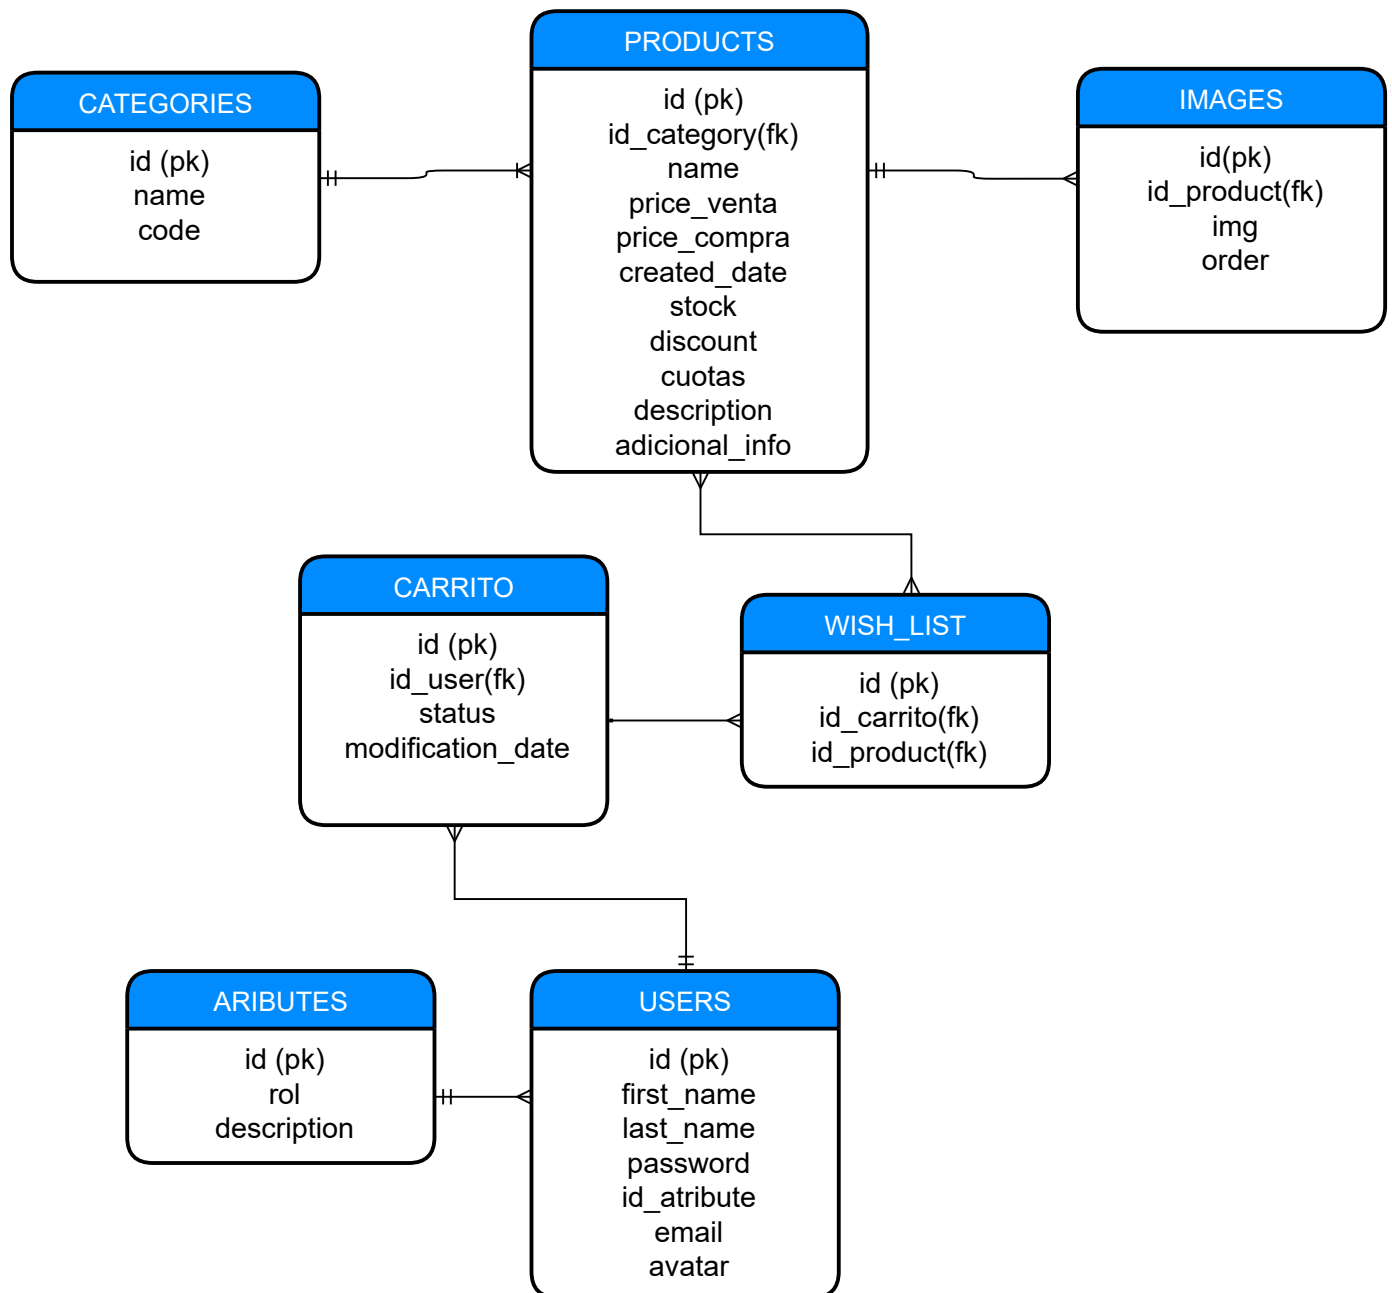 PRODUCTS
id (pk)
id_category(fk)
name
price_venta
price_compra
created_date
stock
discount
cuotas
description
adicional_info
CATEGORIES
id (pk)
name
code
IMAGES
id(pk)
id_product(fk)
img
order
CARRITO
id (pk)
id_user(fk)
status
modification_date
WISH_LIST
id (pk)
id_carrito(fk)
id_product(fk)
ARIBUTES
id (pk)
rol
description
USERS
id (pk)
first_name
last_name
password
id_atribute
email
avatar